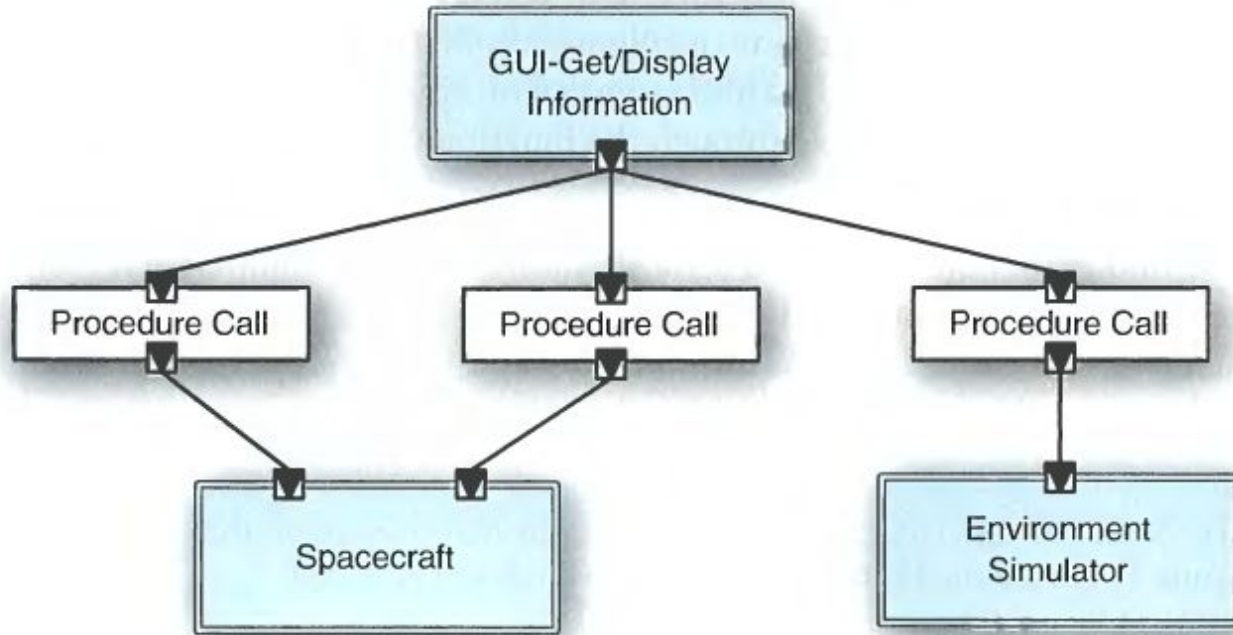 GUI-Get/Display
Information
Procedure Call
Procedure Call
Procedure Call
Spacecraft
Environment
Simulator